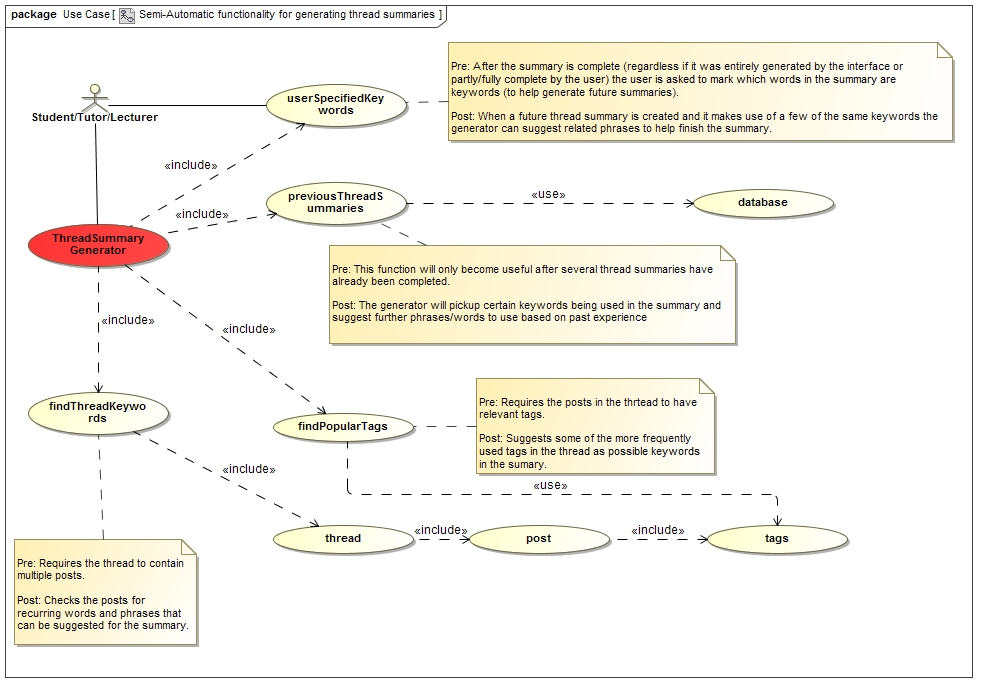 package Use Case [ Semi-Automatic functionality for generating thread summaries ]
Pre: After the summary is complete (regardless if it was entirely generated by the interface or
partly/fully complete by the user) the user is asked to mark which words in the summary are
keywords (to help generate future summaries).
Post: When a future thread summary is created and it makes use of a few of the same keywords the
generator can suggest related phrases to help finish the summary.
Student/Tutor/Lecturer
userSpecifiedKey
words
«include»
«include»
previousThreadS
ummaries
«use»
database
ThreadSummary
Generator
Pre: This function will only become useful after several thread summaries have
already been completed.
Post: The generator will pickup certain keywords being used in the summary and
suggest further phrases/words to use based on past experience
«include»
«include»
findThreadKeywo
rds
findPopularTags
Pre: Requires the posts in the thrtead to have
relevant tags.
Post: Suggests some of the more frequently
used tags in the thread as possible keywords
in the sumary.
«include»
«use»
thread
«include»
post
«include»
tags
Pre: Requires the thread to contain
multiple posts.
Post: Checks the posts for
recurring words and phrases that
can be suggested for the summary.